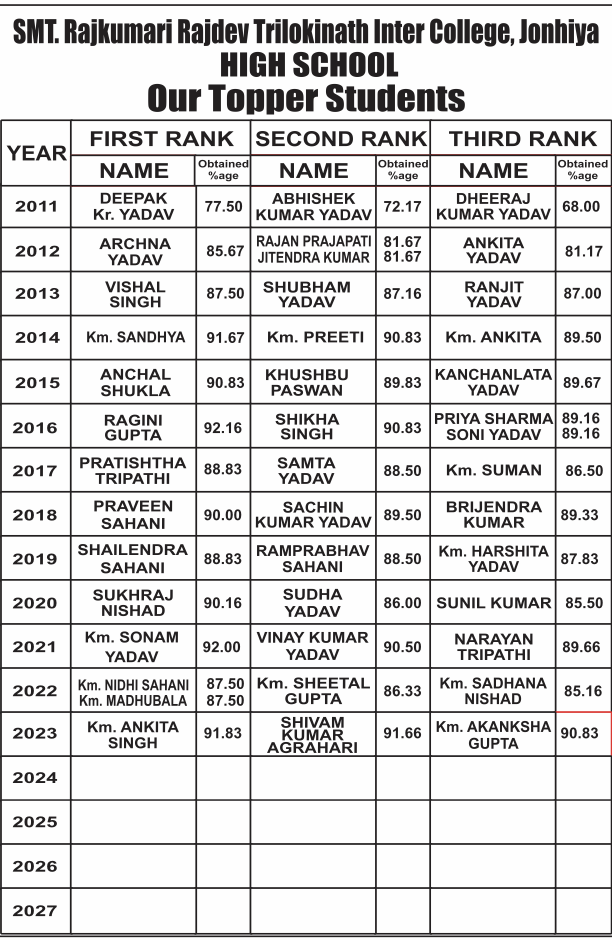 SMT. Rajkumari Rajdev Trilokinath Inter College, Jonhiya
HIGH SCHOOL
Our Topper Students
YEAR FIRST RANK SECOND RANK THIRD RANK
NAME Obtained %age NAME Obtained %age NAME Obtained %age
2011 DEEPAK Kr. YADAV 77.50 ABHISHEK KUMAR YADAV 72.17 DHEERAJ KUMAR YADAV 68.00
2012 ARCHNA YADAV 85.67 RAJAN PRAJAPATI JITENDRA KUMAR 81.67 81.67 ANKITA YADAV 81.17
2013 VISHAL SINGH 87.50 SHUBHAM YADAV 87.16 RANJIT YADAV 87.00
2014 Km. SANDHYA 91.67 Km. PREETI 90.83 Km. ANKITA 89.50
2015 ANCHAL SHUKLA 90.83 KHUSHBU PASWAN 89.83 KANCHANLATA YADAV 89.67
2016 RAGINI GUPTA 92.16 SHIKHA SINGH 90.83 PRIYA SHARMA SONI YADAV 89.16 89.16
2017 PRATISHTHA TRIPATHI 88.83 SAMTA YADAV 88.50 Km. SUMAN 86.50
2018 PRAVEEN SAHANI 90.00 SACHIN KUMAR YADAV 89.50 BRIJENDRA KUMAR 89.33
2019 SHAILENDRA SAHANI 88.83 RAMPRABHAV SAHANI 88.50 Km. HARSHITA YADAV 87.83
2020 SUKHRAJ NISHAD 90.16 SUDHA YADAV 86.00 SUNIL KUMAR 85.50
2021 Km. SONAM YADAV 92.00 VINAY KUMAR YADAV 90.50 NARAYAN TRIPATHI 89.66
2022 Km. NIDHI SAHANI Km. MADHUBALA 87.50 87.50 Km. SHEETAL GUPTA 86.33 Km. SADHANA NISHAD 85.16
2023 Km. ANKITA SINGH 91.83 SHIVAM KUMAR AGRAHARI 91.66 Km. AKANKSHA GUPTA 90.83
2024
2025
2026
2027